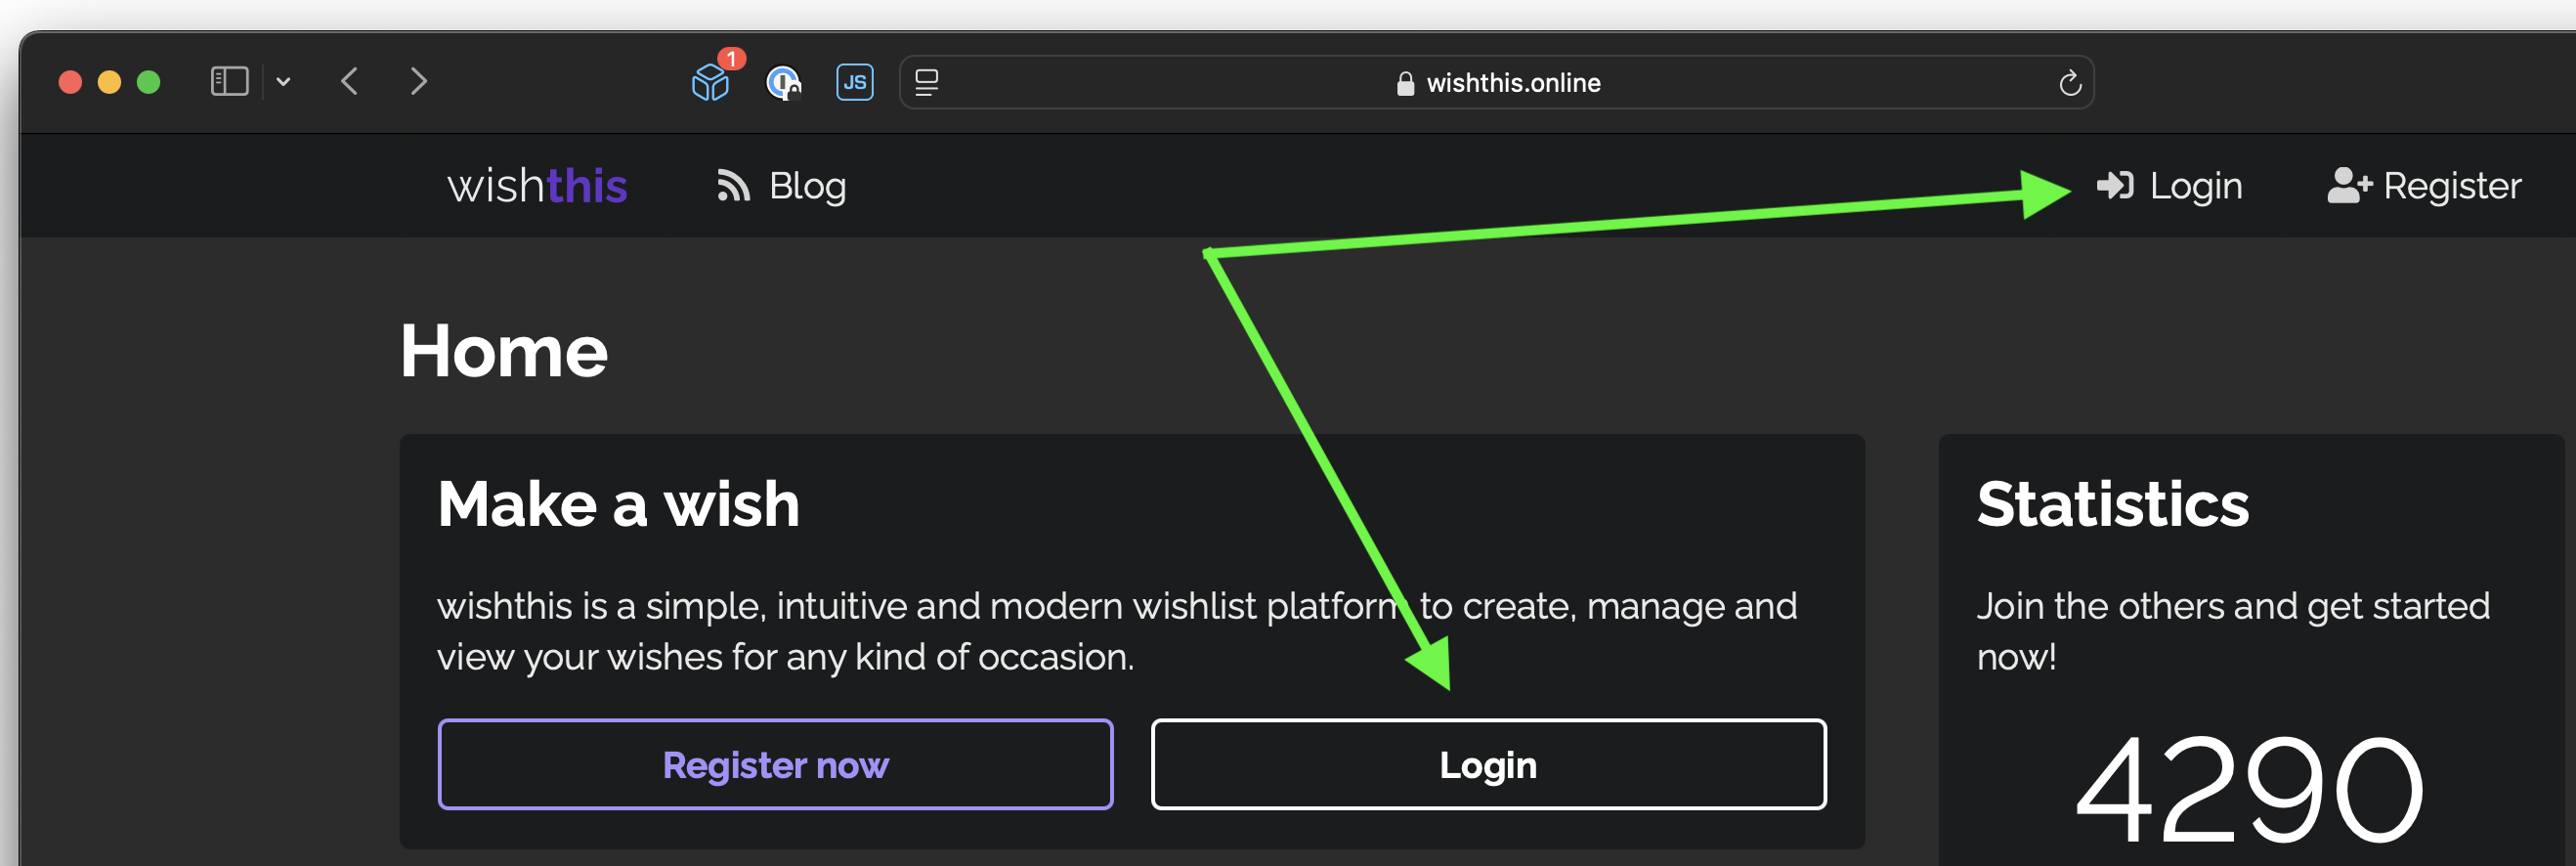 1
JS
wishthis.online
wishthis
Blog
Login
Register
Home
Make a wish
wishthis is a simple, intuitive and modern wishlist platform to create, manage and
view your wishes for any kind of occasion.
Register now
Login
Statistics
Join the others and get started
now!
4290